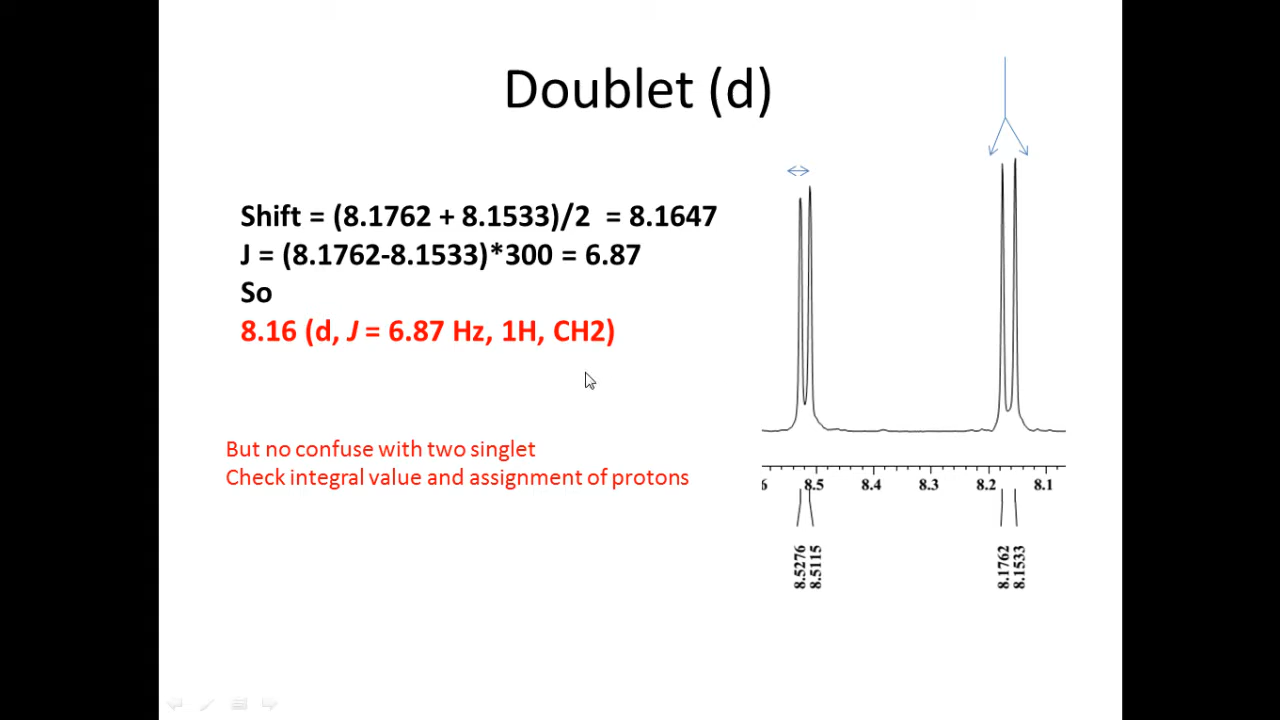 Doublet (d)
Shift = (8.1762 + 8.1533)/2 = 8.1647
J = (8.1762-8.1533)*300 = 6.87
So
8.16 (d, J = 6.87 Hz, 1H, CH2)
But no confuse with two singlet
Check integral value and assignment of protons
6 8.5 8.4 8.3 8.2 8.1
8.5276
8.5115
8.1762
8.1533